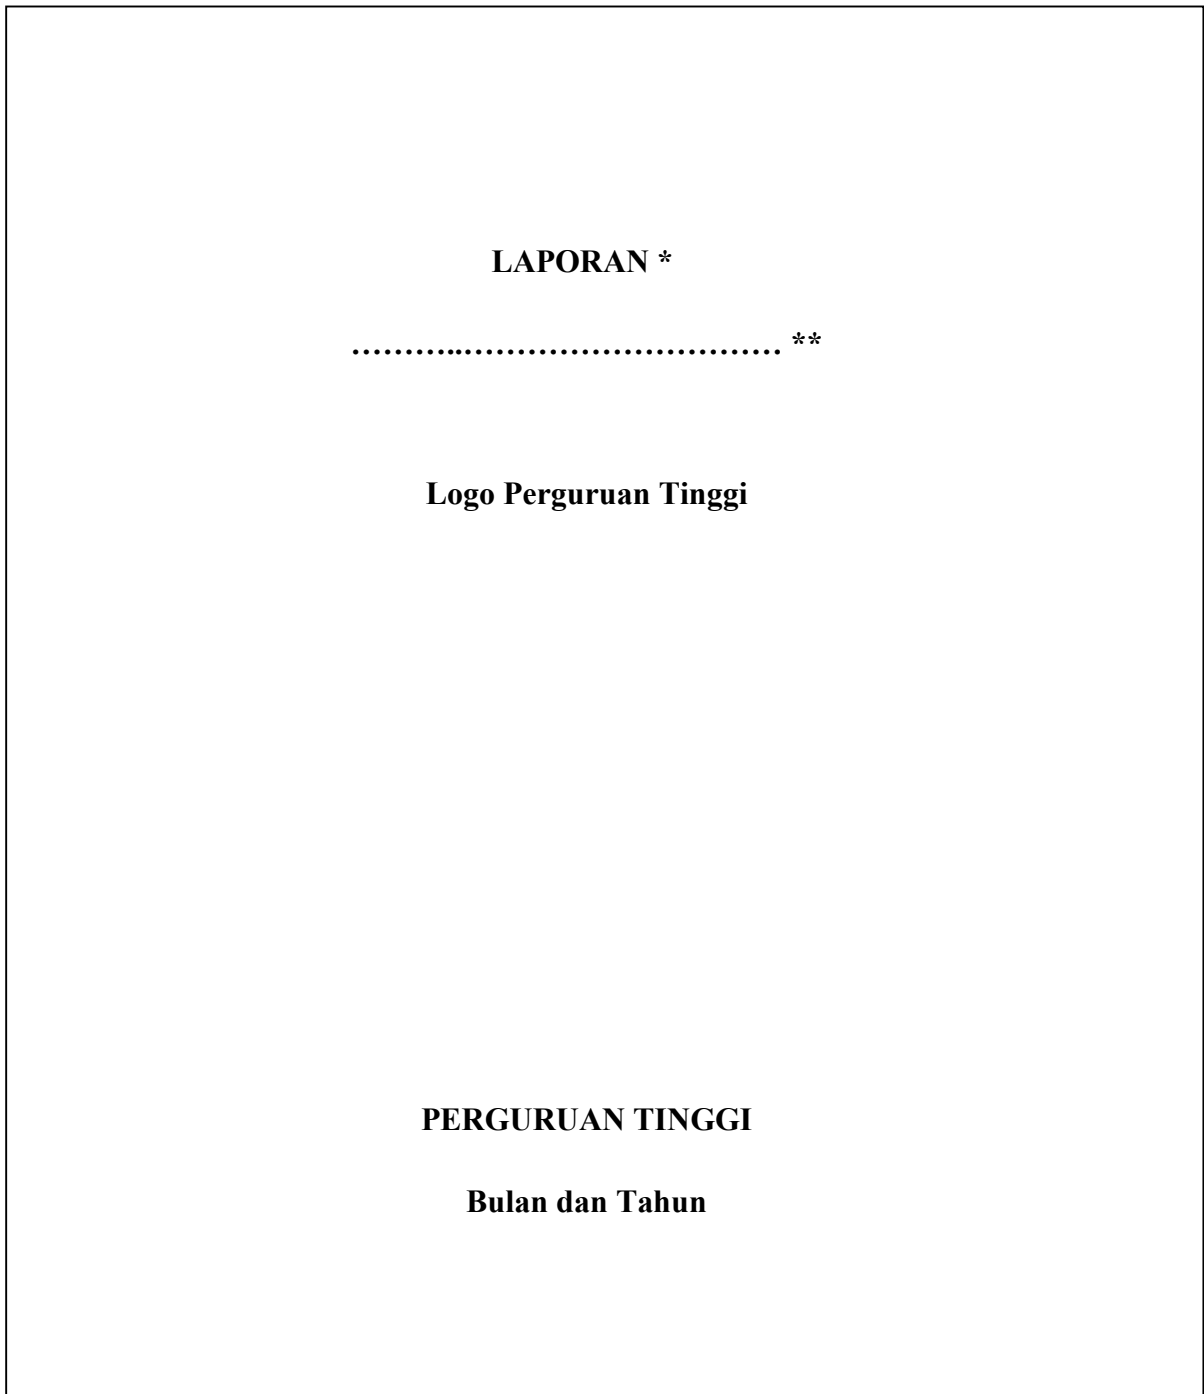 LAPORAN *
………...………………………… **
Logo Perguruan Tinggi
PERGURUAN TINGGI
Bulan dan Tahun